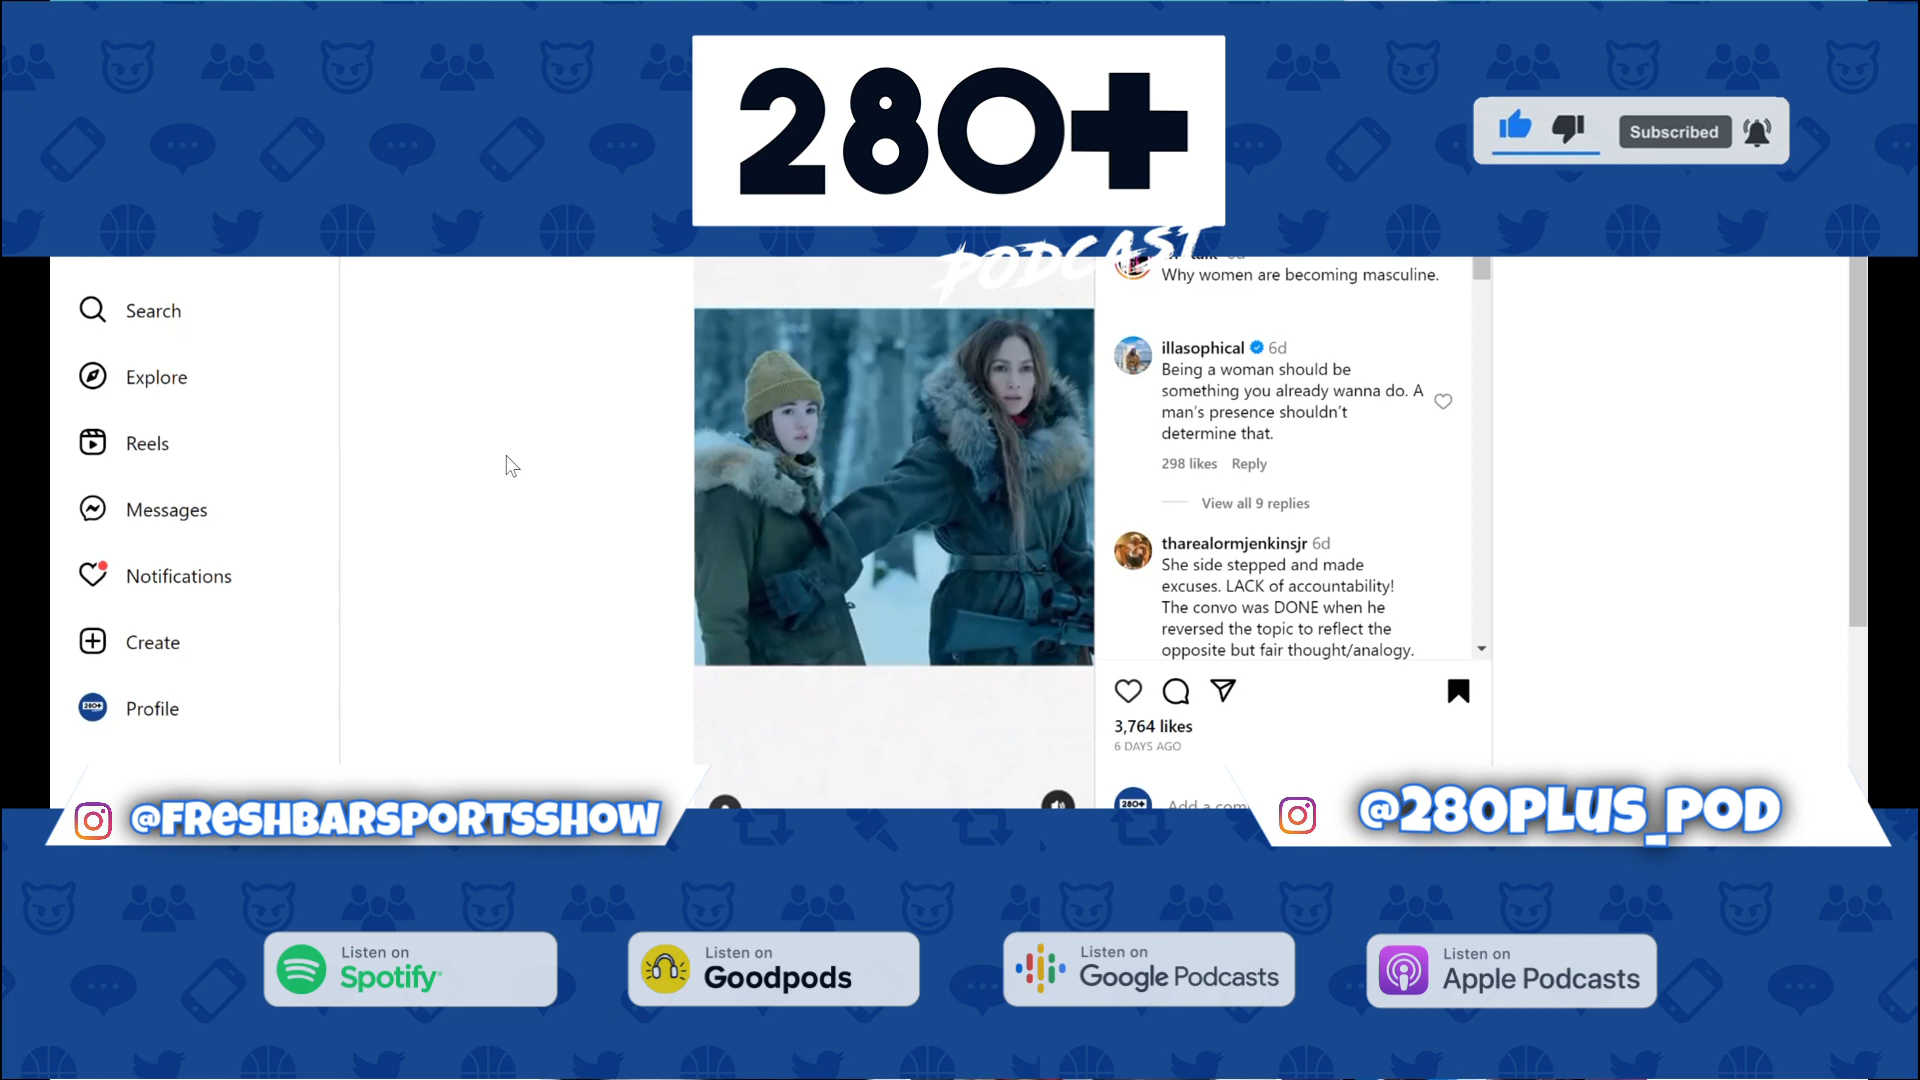 280+
PODCAST
Subscribed
Search
Explore
Reels
Messages
Notifications
Create
Profile
Why women are becoming masculine.
illasophical 6d
Being a woman should be
something you already wanna do. A
man's presence shouldn't
determine that.
298 likes Reply
View all 9 replies
tharealormjenkinsjr 6d
She side stepped and made
excuses. LACK of accountability!
The convo was DONE when he
reversed the topic to reflect the
opposite but fair thought/analogy.
3,764 likes
6 DAYS AGO
280+
Add a com
@FRESHBARSPORTSSHOW
@280PLUS_POD
Listen on
Spotify
Listen on
Goodpods
Listen on
Google Podcasts
Listen on
Apple Podcasts